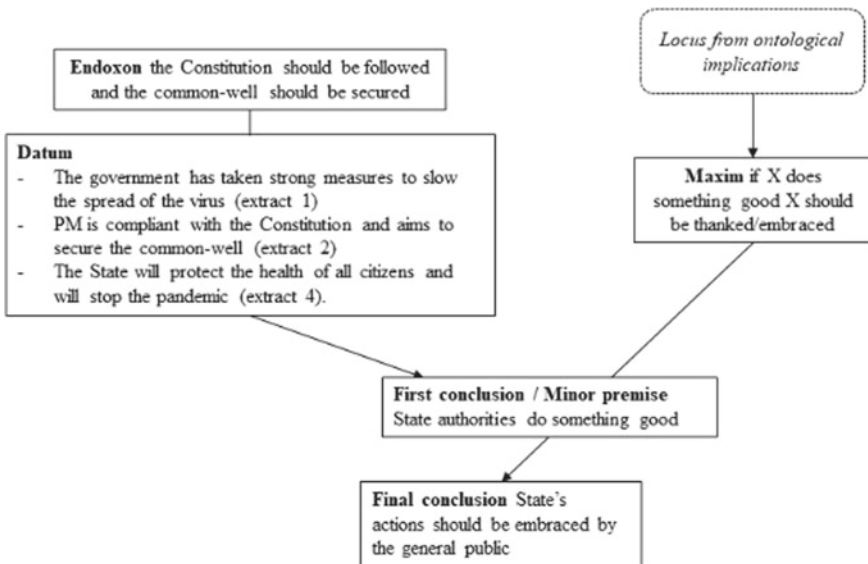 Endoxon the Constitution should be followed
and the common-well should be secured
Locus from ontological
implications
Datum
- The government has taken strong measures to slow
the spread of the virus (extract 1)
- PM is compliant with the Constitution and aims to
secure the common-well (extract 2)
- The State will protect the health of all citizens and
will stop the pandemic (extract 4).
Maxim if X does
something good X should
be thanked/embraced
First conclusion / Minor premise
State authorities do something good
Final conclusion State's
actions should be embraced by
the general public